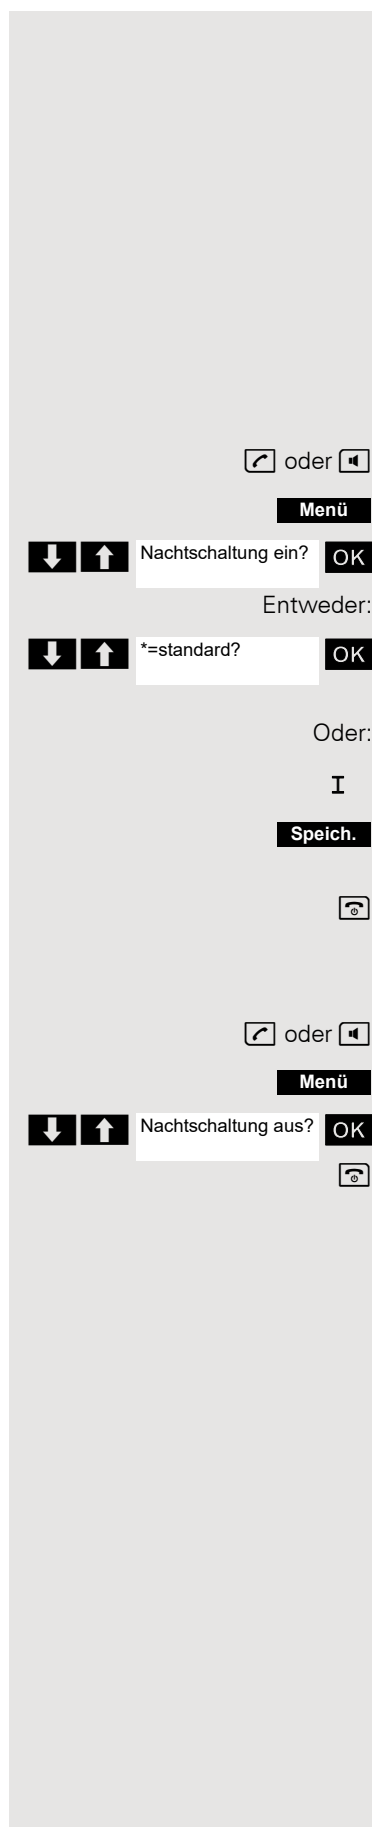 oder
Menü
Nachtschaltung ein? OK
Entweder:
*=standard? OK
Oder:
Speich.
oder
Menü
Nachtschaltung aus? OK